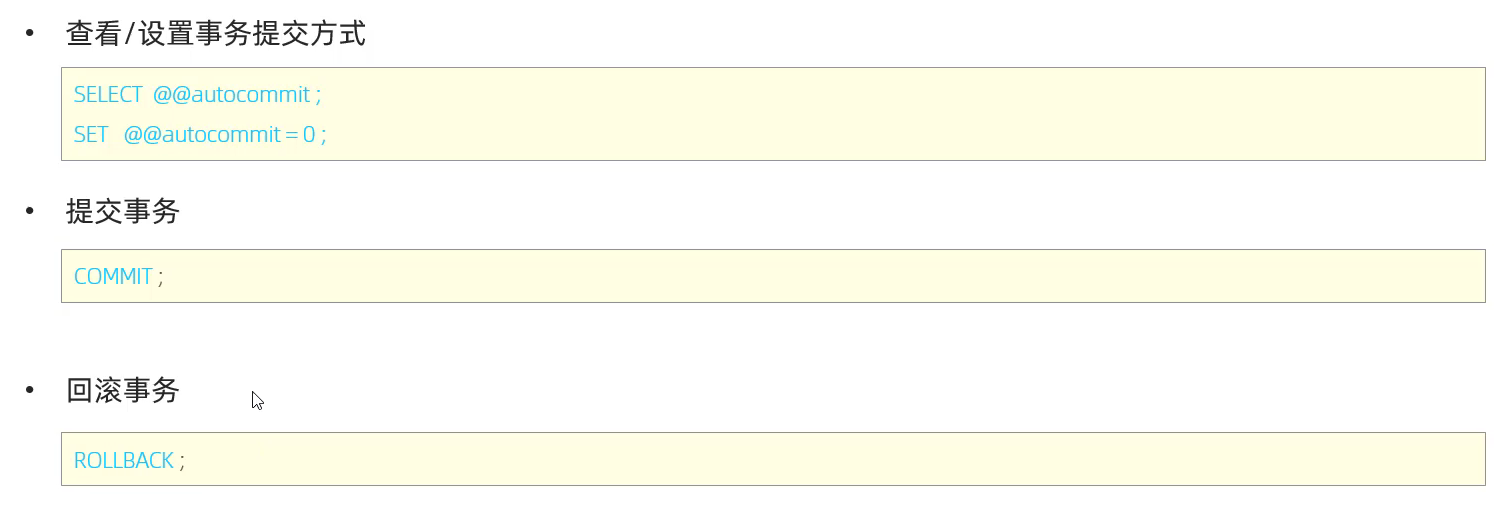 • 查看/设置事务提交方式
SELECT @@autocommit ;
SET @@autocommit = 0 ;
• 提交事务
COMMIT ;
• 回滚事务
ROLLBACK ;